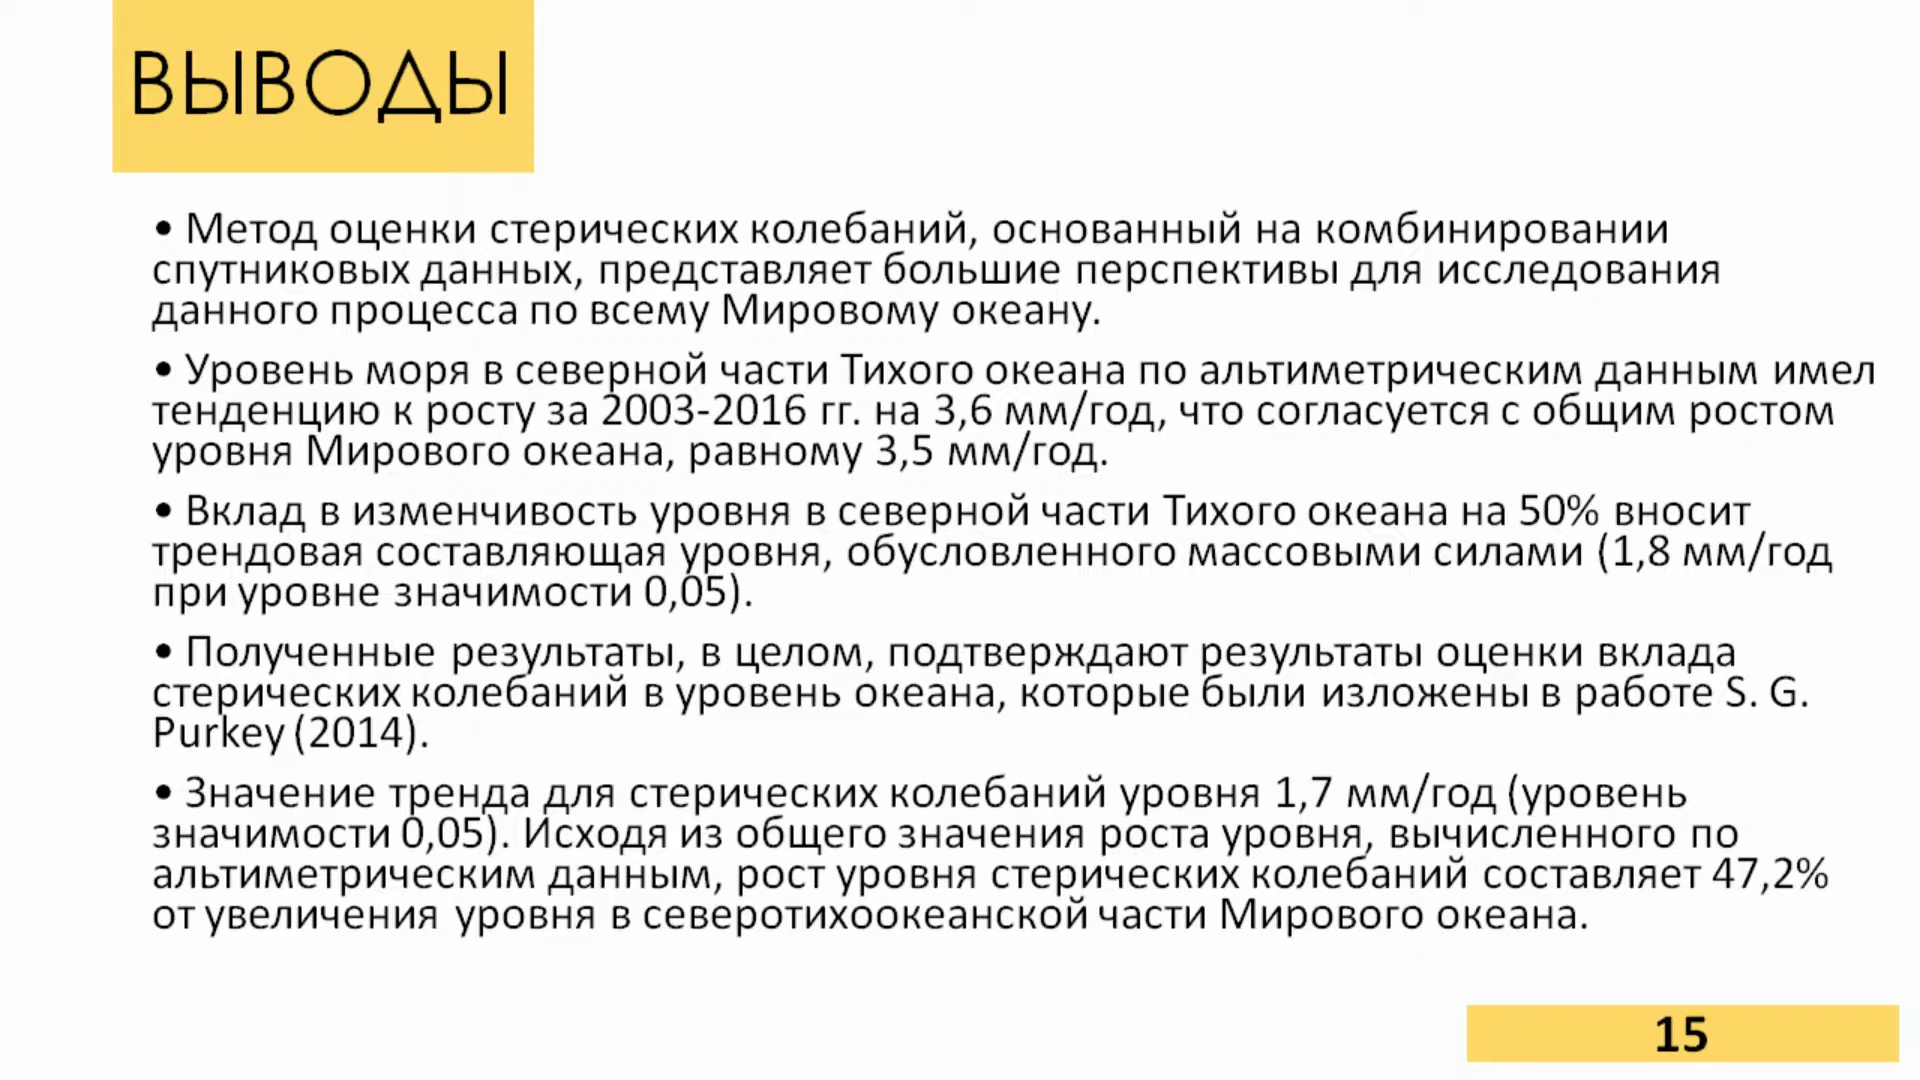 ВЫВОДЫ
• Метод оценки стерических колебаний, основанный на комбинировании
спутниковых данных, представляет большие перспективы для исследования
данного процесса по всему Мировому океану.
• Уровень моря в северной части Тихого океана по альтиметрическим данным имел
тенденцию к росту за 2003-2016 гг. на 3,6 мм/год, что согласуется с общим ростом
уровня Мирового океана, равному 3,5 мм/год.
• Вклад в изменчивость уровня в северной части Тихого океана на 50% вносит
трендовая составляющая уровня, обусловленного массовыми силами (1,8 мм/год
при уровне значимости 0,05).
• Полученные результаты, в целом, подтверждают результаты оценки вклада
стерических колебаний в уровень океана, которые были изложены в работе S. G.
Purkey (2014).
• Значение тренда для стерических колебаний уровня 1,7 мм/год (уровень
значимости 0,05). Исходя из общего значения роста уровня, вычисленного по
альтиметрическим данным, рост уровня стерических колебаний составляет 47,2%
от увеличения уровня в северотихоокеанской части Мирового океана.
15